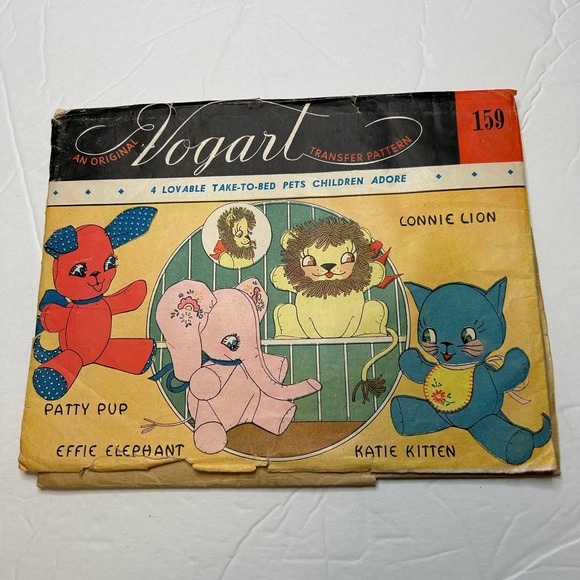 AN ORIGINAL Vogart TRANSFER PATTERN 159
4 LOVABLE TAKE-TO-BED PETS CHILDREN ADORE
CONNIE LION
PATTY PUP
EFFIE ELEPHANT
KATIE KITTEN